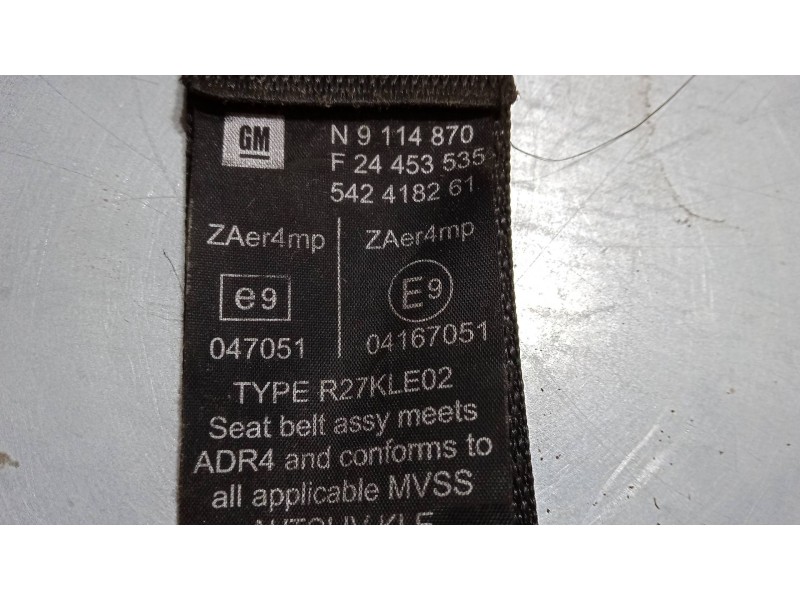 GM N 9 114 870
F 24 453 535
542 4182 61
ZAer4mp ZAer4mp
e9 E9
047051 04167051
TYPE R27KLE02
Seat belt assy meets
ADR4 and conforms to
all applicable MVSS
KLE